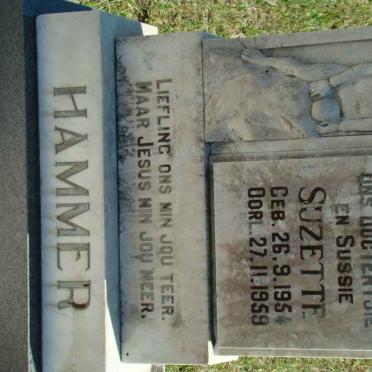 ONS DOGTERTJIE
EN SUSSIE
SUZETTE
GEB. 26.9.1954
OORL. 27.11.1959
LIEFLING ONS MIN JOU TEER.
MAAR JESUS MIN JOU MEER.
HAMMER